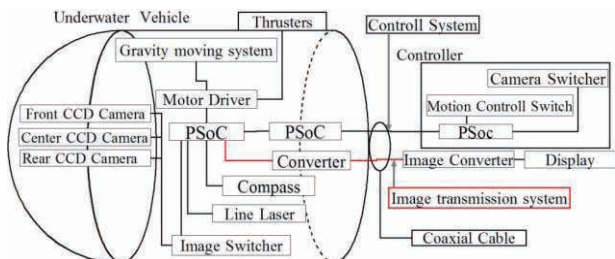 Underwater Vehicle
Thrusters
Controll System
Gravity moving system
Controller
Camera Switcher
Motor Driver
Motion Controll Switch
Front CCD Camera
PSoC
PSoC
PSoc
Center CCD Camera
Rear CCD Camera
Converter
Image Converter
Display
Compass
Image transmission system
Line Laser
Image Switcher
Coaxial Cable